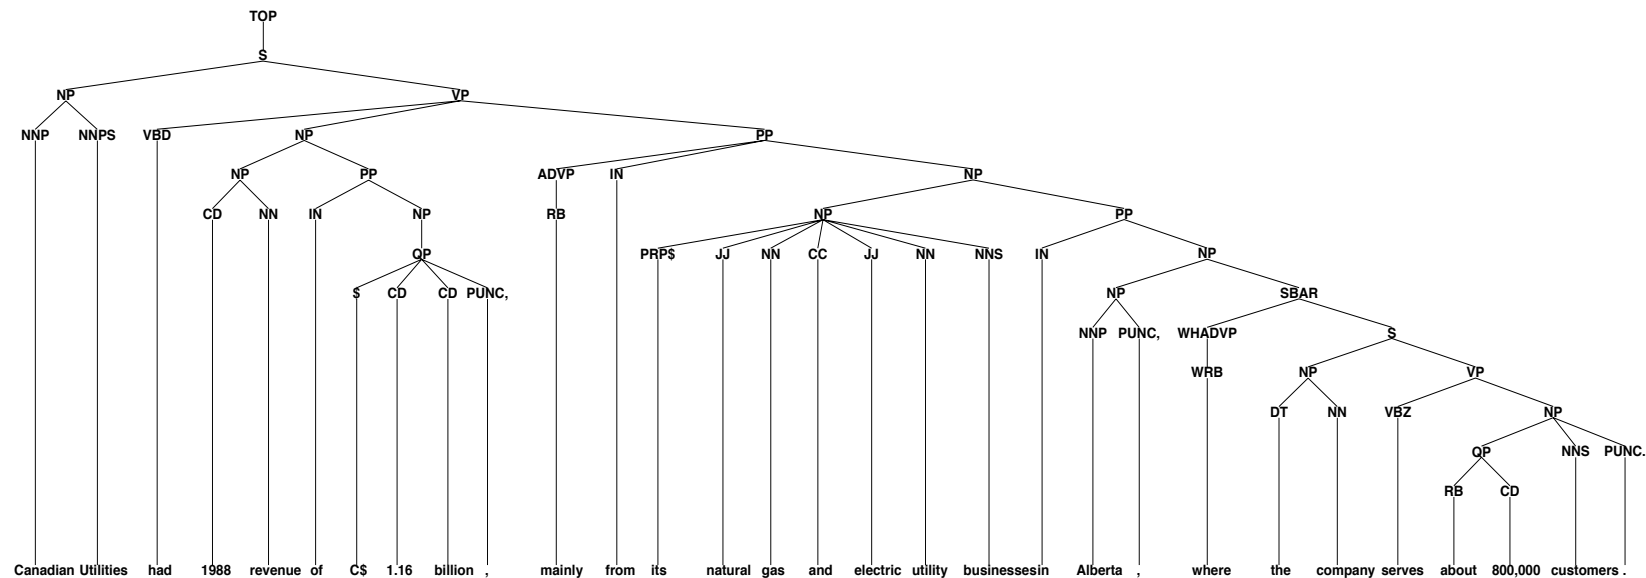 TOP
S
NP VP
NNP NNPS VBD NP PP
NP PP ADVP IN NP
CD NN IN NP RB NP PP
QP PRP$ JJ NN CC JJ NN NNS IN NP
$ CD CD PUNC, NP SBAR
NNP PUNC, WHADVP S
WRB NP VP
DT NN VBZ NP
QP NNS PUNC.
RB CD
Canadian Utilities had 1988 revenue of C$ 1.16 billion , mainly from its natural gas and electric utility businesses in Alberta , where the company serves about 800,000 customers .